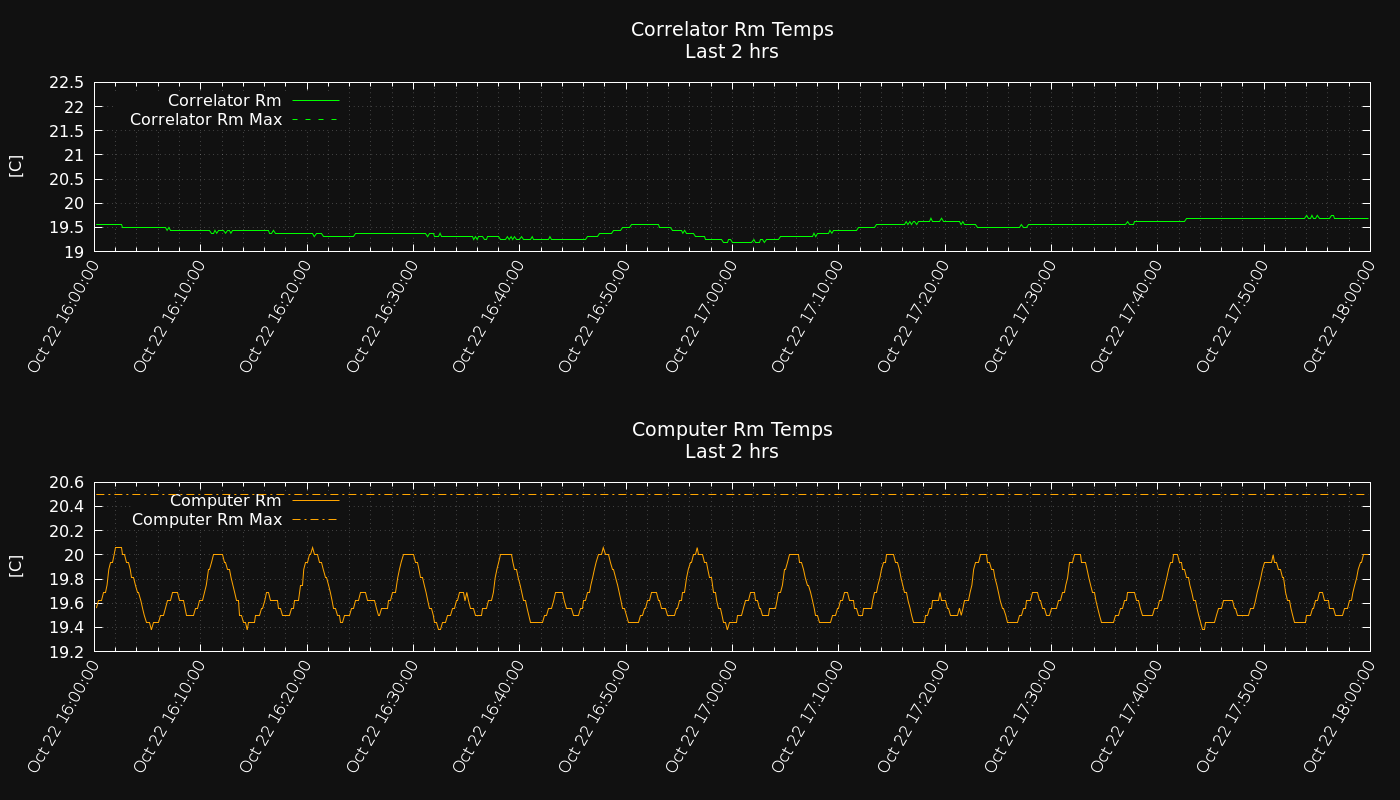 Correlator Rm Temps
Last 2 hrs
22.5
22
21.5
21
20.5
20
19.5
19
[C]
Correlator Rm
Correlator Rm Max
Oct 22 16:00:00
Oct 22 16:10:00
Oct 22 16:20:00
Oct 22 16:30:00
Oct 22 16:40:00
Oct 22 16:50:00
Oct 22 17:00:00
Oct 22 17:10:00
Oct 22 17:20:00
Oct 22 17:30:00
Oct 22 17:40:00
Oct 22 17:50:00
Oct 22 18:00:00
Computer Rm Temps
Last 2 hrs
20.6
20.4
20.2
20
19.8
19.6
19.4
19.2
[C]
Computer Rm
Computer Rm Max
Oct 22 16:00:00
Oct 22 16:10:00
Oct 22 16:20:00
Oct 22 16:30:00
Oct 22 16:40:00
Oct 22 16:50:00
Oct 22 17:00:00
Oct 22 17:10:00
Oct 22 17:20:00
Oct 22 17:30:00
Oct 22 17:40:00
Oct 22 17:50:00
Oct 22 18:00:00